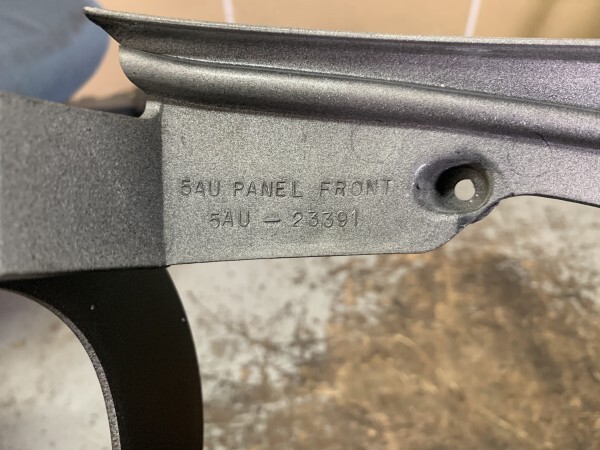 5AU PANEL FRONT
5AU - 23391